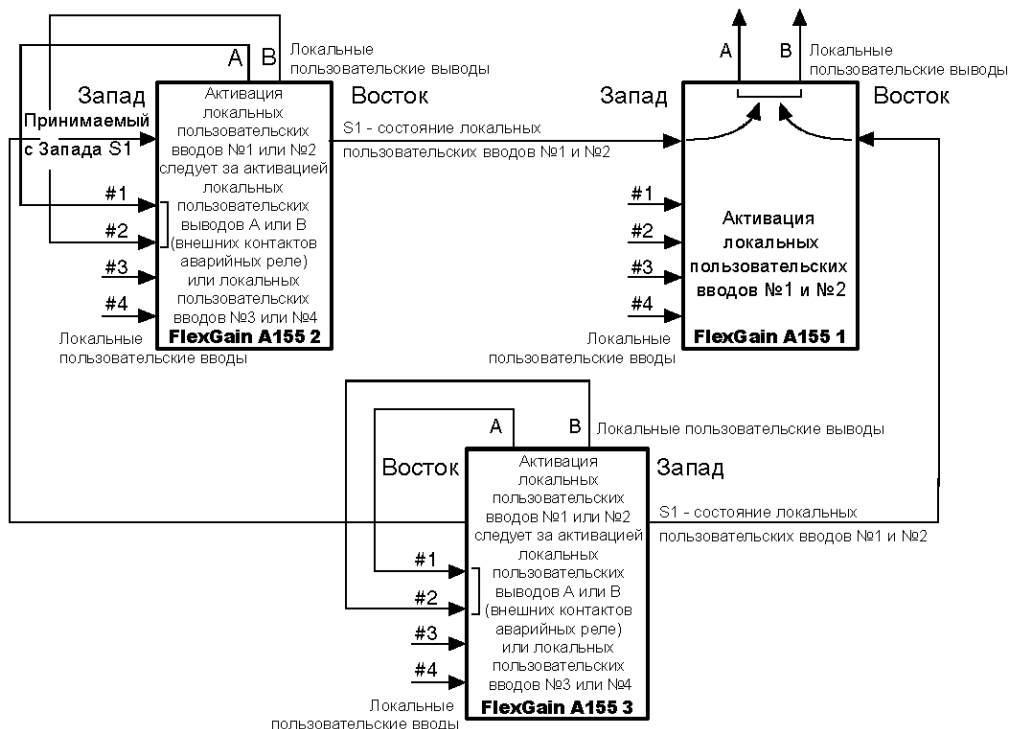 A B Локальные
пользовательские выводы
Запад
Восток
Принимаемый
с Запада S1
Активация
локальных
пользовательских
вводов №1 или №2
следует за активацией
локальных
пользовательских
выводов А или В
(внешних контактов
аварийных реле)
или локальных
пользовательских
вводов №3 или №4
FlexGain A155 2
#1
#2
#3
#4
Локальные
пользовательские вводы
S1 - состояние локальных
пользовательских вводов №1 и №2
A B Локальные
пользовательские выводы
Запад
Восток
#1
#2
#3
#4
Активация
локальных
пользовательских
вводов №1 и №2
FlexGain A155 1
Локальные
пользовательские вводы
A B Локальные пользовательские выводы
Восток
Запад
Активация
локальных
пользовательских
вводов №1 или №2
следует за активацией
локальных
пользовательских
выводов А или В
(внешних контактов
аварийных реле)
или локальных
пользовательских
вводов №3 или №4
FlexGain A155 3
#1
#2
#3
#4
Локальные
пользовательские вводы
S1 - состояние локальных
пользовательских вводов №1 и №2